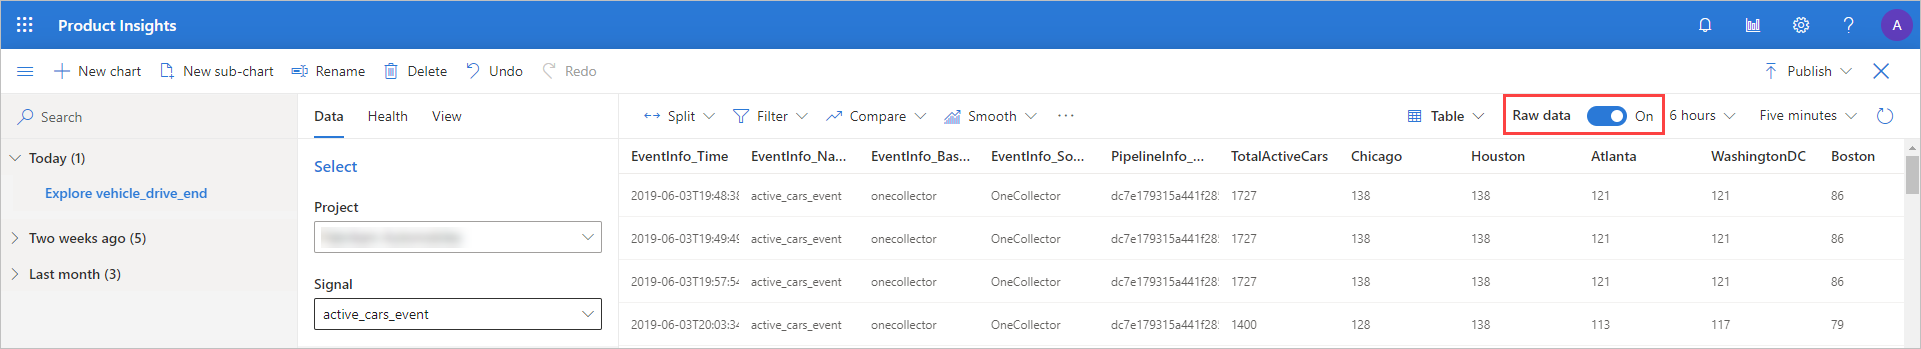 Product Insights
A
New chart New sub-chart Rename Delete Undo Redo Publish
Search
Today (1)
Explore vehicle_drive_end
Two weeks ago (5)
Last month (3)
Data Health View
Select
Project
Signal
active_cars_event
Split Filter Compare Smooth ... Table Raw data On 6 hours Five minutes
EventInfo_Time EventInfo_Na... EventInfo_Bas... EventInfo_So... PipelineInfo_... TotalActiveCars Chicago Houston Atlanta WashingtonDC Boston
2019-06-03T19:48:38 active_cars_event onecollector OneCollector dc7e179315a441f28 1727 138 138 121 121 86
2019-06-03T19:49:49 active_cars_event onecollector OneCollector dc7e179315a441f28 1727 138 138 121 121 86
2019-06-03T19:57:54 active_cars_event onecollector OneCollector dc7e179315a441f28 1727 138 138 121 121 86
2019-06-03T20:03:34 active_cars_event onecollector OneCollector dc7e179315a441f28 1400 128 138 113 117 79